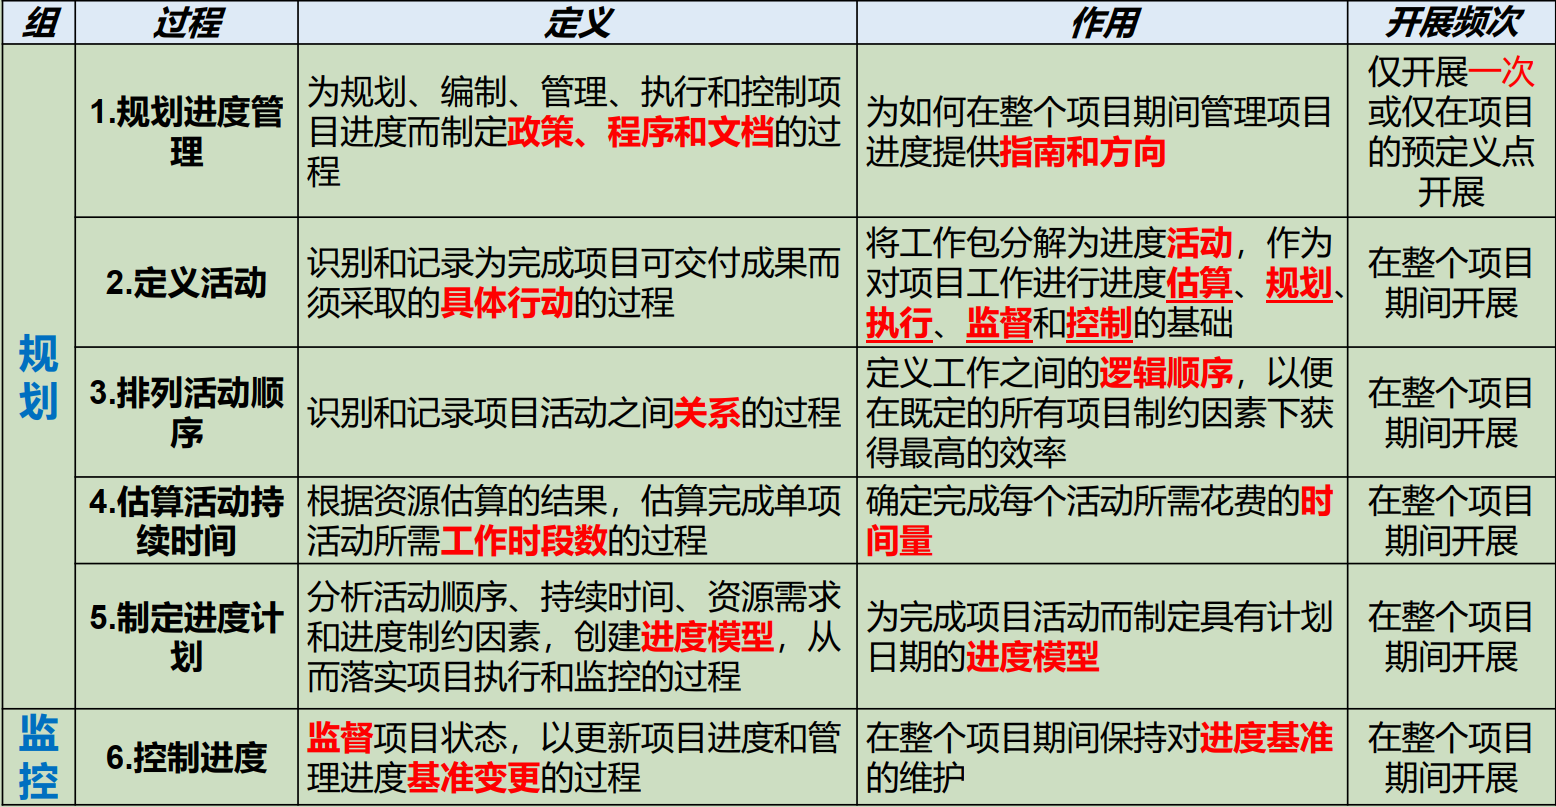 组 过程 定义 作用 开展频次
规
划
1.规划进度管
理
为规划、编制、管理、执行和控制项
目进度而制定政策、程序和文档的过
程
为如何在整个项目期间管理项目
进度提供指南和方向
仅开展一次
或仅在项目
的预定义点
开展
2.定义活动
识别和记录为完成项目可交付成果而
须采取的具体行动的过程
将工作包分解为进度活动，作为
对项目工作进行进度估算、规划、
执行、监督和控制的基础
在整个项目
期间开展
3.排列活动顺
序
识别和记录项目活动之间关系的过程
定义工作之间的逻辑顺序，以便
在既定的所有项目制约因素下获
得最高的效率
在整个项目
期间开展
4.估算活动持
续时间
根据资源估算的结果，估算完成单项
活动所需工作时段数的过程
确定完成每个活动所需花费的时
间量
在整个项目
期间开展
5.制定进度计
划
分析活动顺序、持续时间、资源需求
和进度制约因素，创建进度模型，从
而落实项目执行和监控的过程
为完成项目活动而制定具有计划
日期的进度模型
在整个项目
期间开展
监
控
6.控制进度
监督项目状态，以更新项目进度和管
理进度基准变更的过程
在整个项目期间保持对进度基准
的维护
在整个项目
期间开展